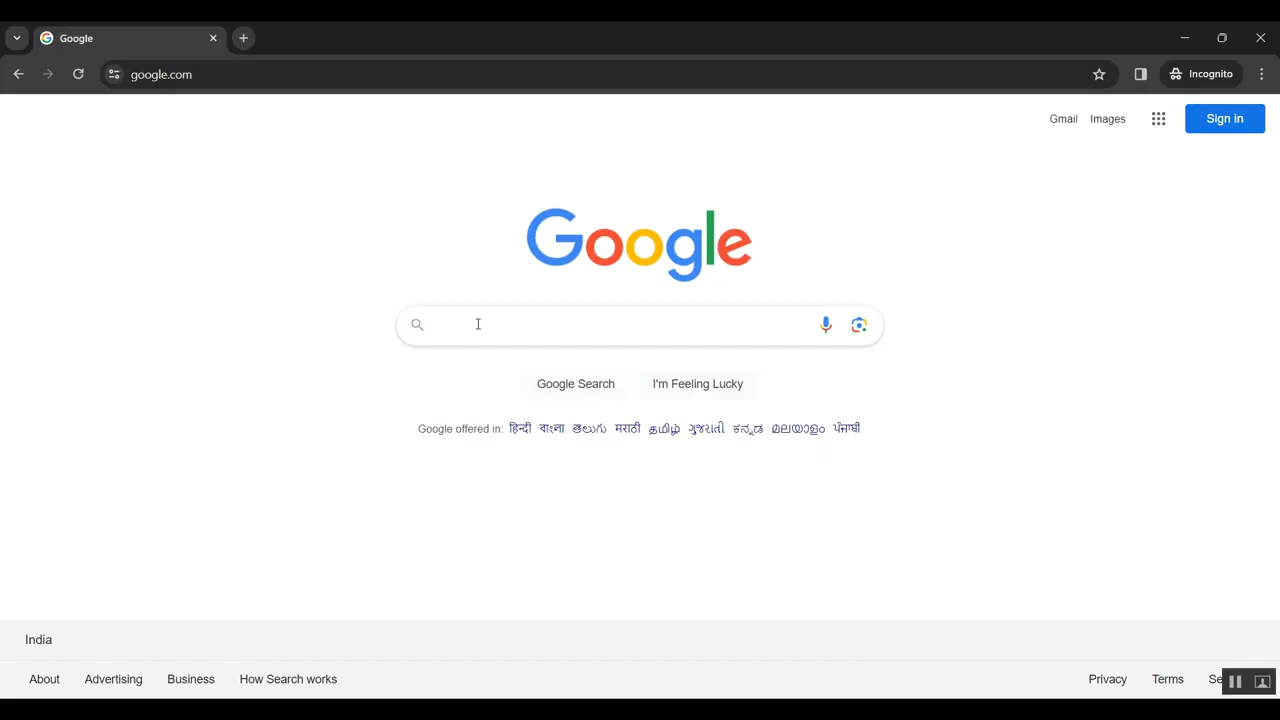 Google
google.com
Incognito
Gmail Images Sign in
Google
Google Search I'm Feeling Lucky
Google offered in: हिन्दी বাংলা తెలుగు मराठी தமிழ் ગુજરાતી ಕನ್ನಡ മലയാളം ਪੰਜਾਬੀ
India
About Advertising Business How Search works Privacy Terms Se